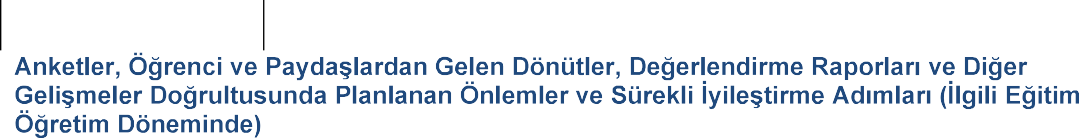 Anketler, Öğrenci ve Paydaşlardan Gelen Dönütler, Değerlendirme Raporları ve Diğer
Gelişmeler Doğrultusunda Planlanan Önlemler ve Sürekli İyileştirme Adımları (İlgili Eğitim
Öğretim Döneminde)